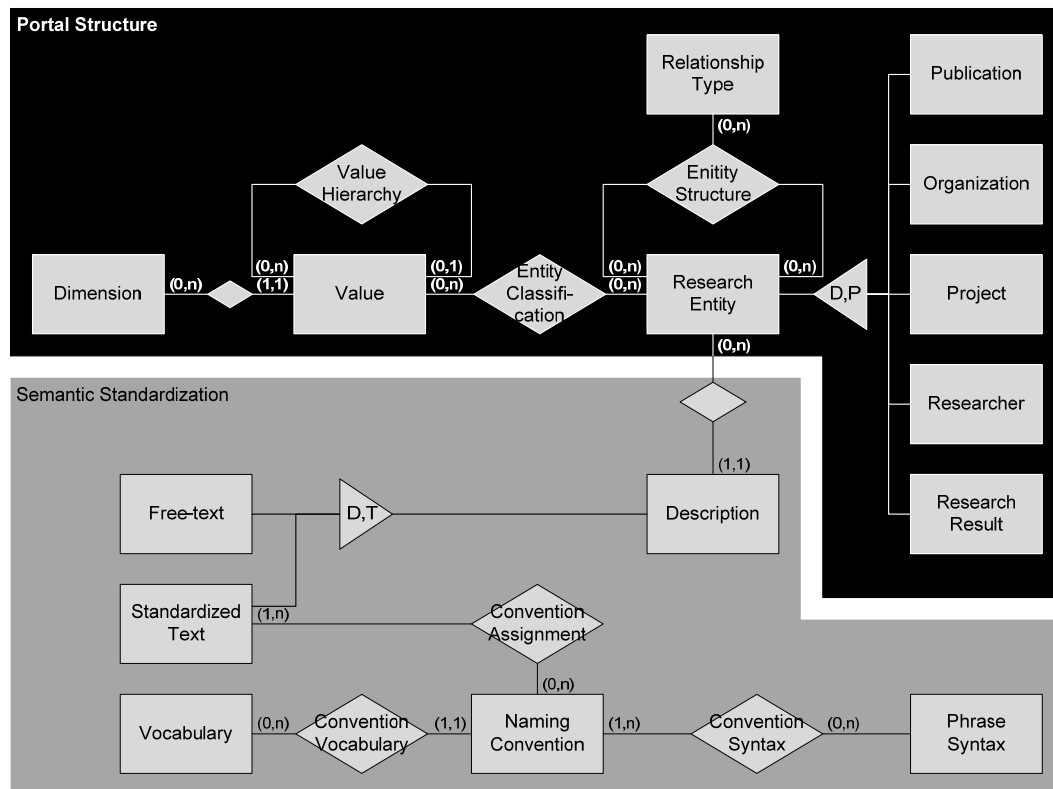 Portal Structure
Relationship
Type
Publication
(0,n)
Value
Hierarchy
Enitity
Structure
Organization
Dimension
(0,n)
(0,n)
(1,1)
Value
(0,1)
(0,n)
Entity
Classifi-
cation
(0,n)
(0,n)
Research
Entity
(0,n)
D,P
Project
(0,n)
Researcher
Semantic Standardization
(1,1)
Free-text
D,T
Description
Research
Result
Standardized
Text
(1,n)
Convention
Assignment
(0,n)
Vocabulary
(0,n)
Convention
Vocabulary
(1,1)
Naming
Convention
(1,n)
Convention
Syntax
(0,n)
Phrase
Syntax